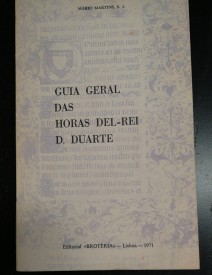 MÁRIO MARTINS, S. J.
GUIA GERAL
DAS
HORAS DEL-REI
D. DUARTE
Editorial «BROTÉRIA» — Lisboa — 1971